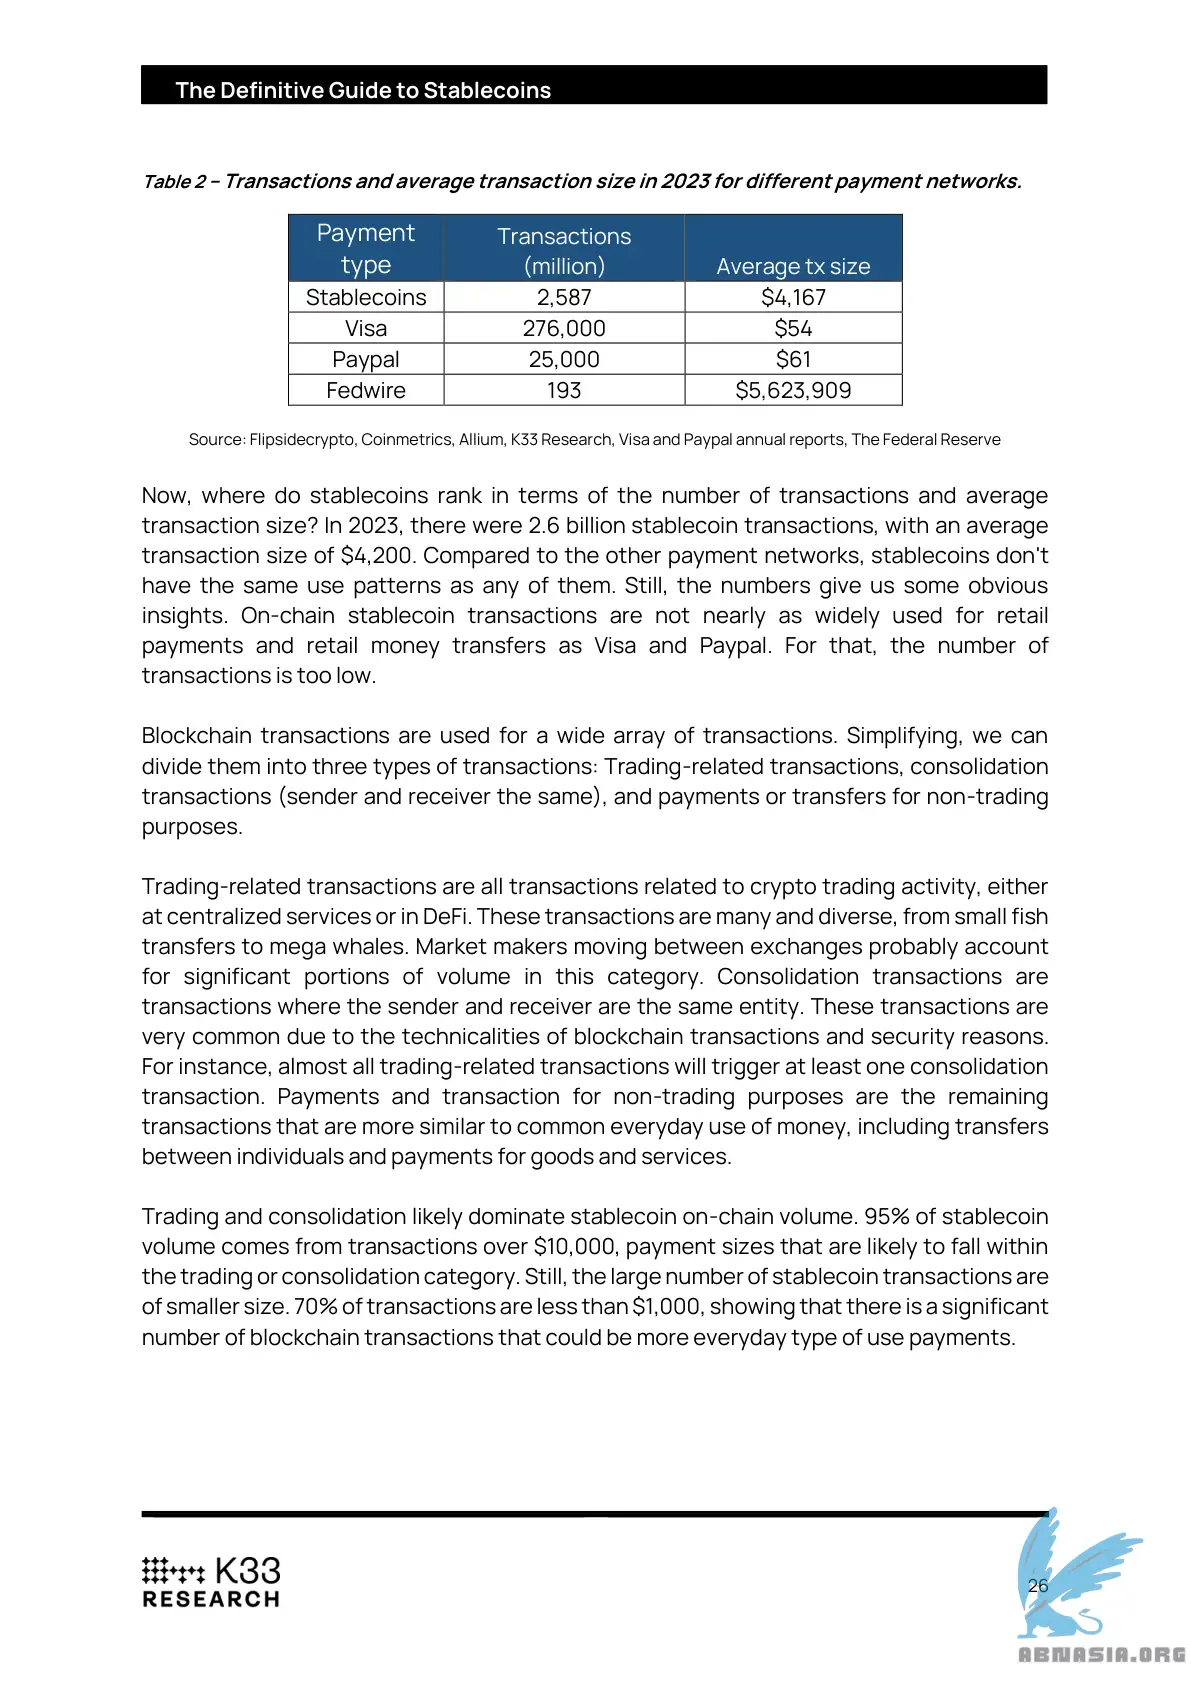 The Definitive Guide to Stablecoins
Table 2 – Transactions and average transaction size in 2023 for different payment networks.
Payment type
Transactions (million)
Average tx size
Stablecoins 2,587 $4,167
Visa 276,000 $54
Paypal 25,000 $61
Fedwire 193 $5,623,909
Source: Flipsidecrypto, Coinmetrics, Allium, K33 Research, Visa and Paypal annual reports, The Federal Reserve
Now, where do stablecoins rank in terms of the number of transactions and average
transaction size? In 2023, there were 2.6 billion stablecoin transactions, with an average
transaction size of $4,200. Compared to the other payment networks, stablecoins don't
have the same use patterns as any of them. Still, the numbers give us some obvious
insights. On-chain stablecoin transactions are not nearly as widely used for retail
payments and retail money transfers as Visa and Paypal. For that, the number of
transactions is too low.
Blockchain transactions are used for a wide array of transactions. Simplifying, we can
divide them into three types of transactions: Trading-related transactions, consolidation
transactions (sender and receiver the same), and payments or transfers for non-trading
purposes.
Trading-related transactions are all transactions related to crypto trading activity, either
at centralized services or in DeFi. These transactions are many and diverse, from small fish
transfers to mega whales. Market makers moving between exchanges probably account
for significant portions of volume in this category. Consolidation transactions are
transactions where the sender and receiver are the same entity. These transactions are
very common due to the technicalities of blockchain transactions and security reasons.
For instance, almost all trading-related transactions will trigger at least one consolidation
transaction. Payments and transaction for non-trading purposes are the remaining
transactions that are more similar to common everyday use of money, including transfers
between individuals and payments for goods and services.
Trading and consolidation likely dominate stablecoin on-chain volume. 95% of stablecoin
volume comes from transactions over $10,000, payment sizes that are likely to fall within
the trading or consolidation category. Still, the large number of stablecoin transactions are
of smaller size. 70% of transactions are less than $1,000, showing that there is a significant
number of blockchain transactions that could be more everyday type of use payments.
K33
RESEARCH
26
ABNASIA.ORG